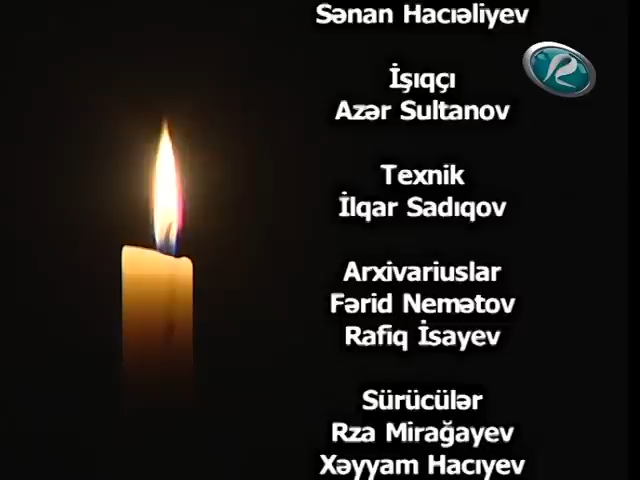 Sənan Hacıəliyev
İşıqçı
Azər Sultanov
Texnik
İlqar Sadıqov
Arxivariuslar
Fərid Nemətov
Rafiq İsayev
Sürücülər
Rza Mirağayev
Xəyyam Hacıyev